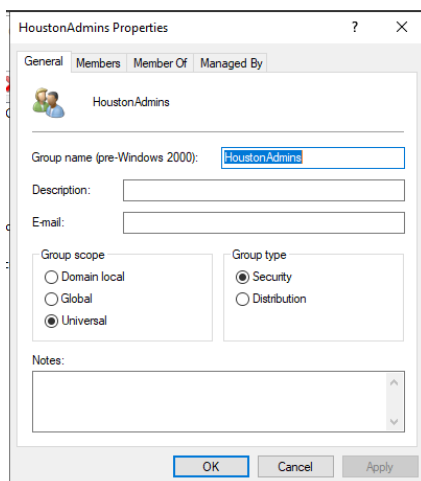 HoustonAdmins Properties ? ×
General Members Member Of Managed By
HoustonAdmins
Group name (pre-Windows 2000): HoustonAdmins
Description:
E-mail:
Group scope Group type
Domain local Security
Global Distribution
Universal
Notes:
OK Cancel Apply